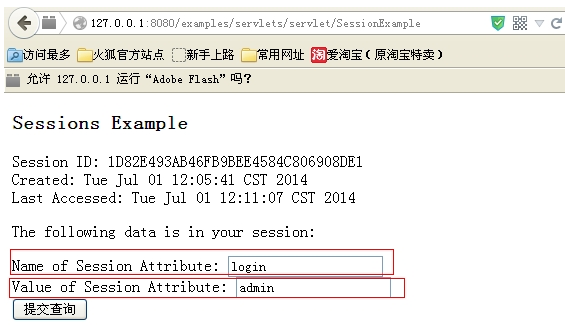 127.0.0.1:8080/examples/servlets/servlet/SessionExample
访问最多 火狐官方站点 新手上路 常用网址 淘 爱淘宝（原淘宝特卖）
允许 127.0.0.1 运行“Adobe Flash”吗?
Sessions Example
Session ID: 1D82E493AB46FB9BEE4584C806908DE1
Created: Tue Jul 01 12:05:41 CST 2014
Last Accessed: Tue Jul 01 12:11:07 CST 2014
The following data is in your session:
Name of Session Attribute: login
Value of Session Attribute: admin
提交查询